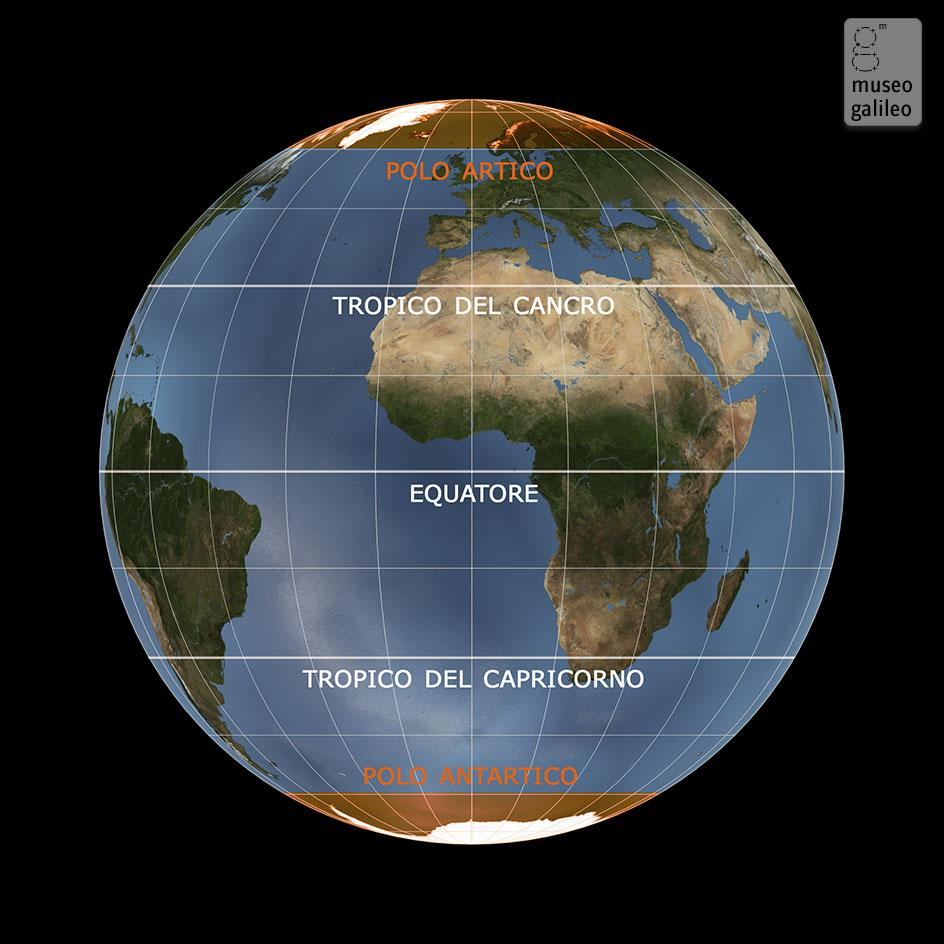 m
museo
galileo
POLO ARTICO
TROPICO DEL CANCRO
EQUATORE
TROPICO DEL CAPRICORNO
POLO ANTARTICO